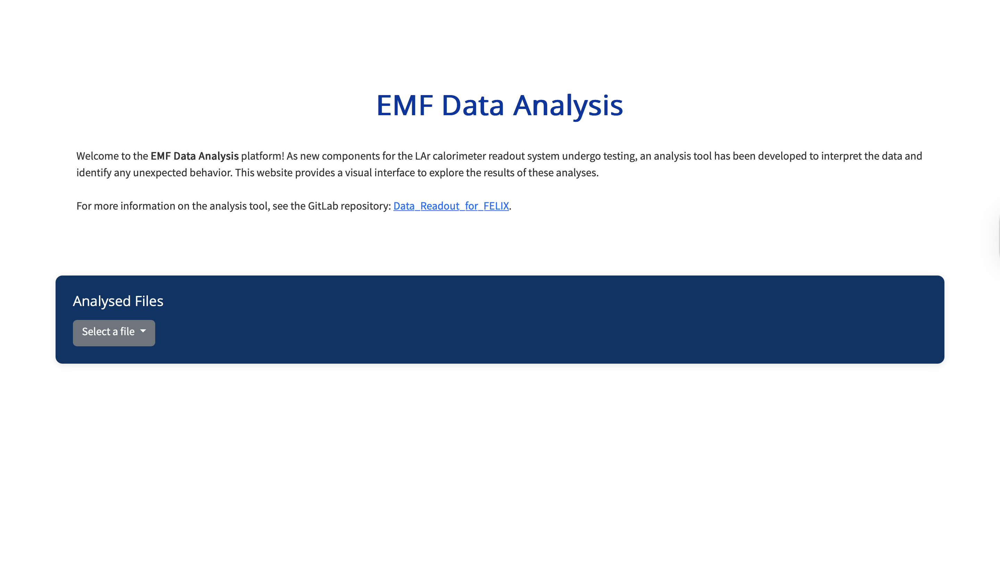 EMF Data Analysis
Welcome to the EMF Data Analysis platform! As new components for the LAr calorimeter readout system undergo testing, an analysis tool has been developed to interpret the data and
identify any unexpected behavior. This website provides a visual interface to explore the results of these analyses.
For more information on the analysis tool, see the GitLab repository: Data_Readout_for_FELIX.
Analysed Files
Select a file